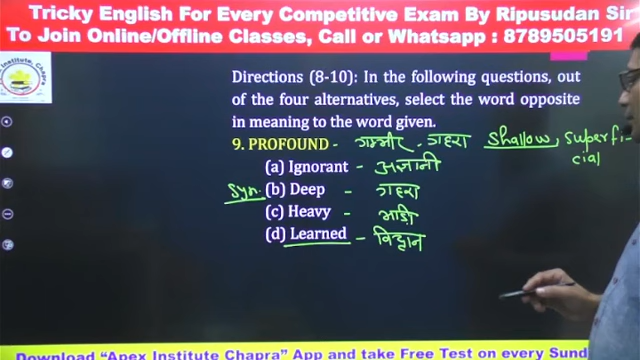 Tricky English For Every Competitive Exam By Ripusudan Sir
To Join Online/Offline Classes, Call or Whatsapp : 8789505191
Institute, Chapra
Directions (8-10): In the following questions, out
of the four alternatives, select the word opposite
in meaning to the word given.
9. PROFOUND - गम्भीर, गहरा Shallow, Superfi-
cial
(a) Ignorant - अज्ञानी
Syn. (b) Deep - गहरा
(c) Heavy - भाड़ी
(d) Learned - विद्वान
Download “Apex Institute Chapra” App and take Free Test on every Sund